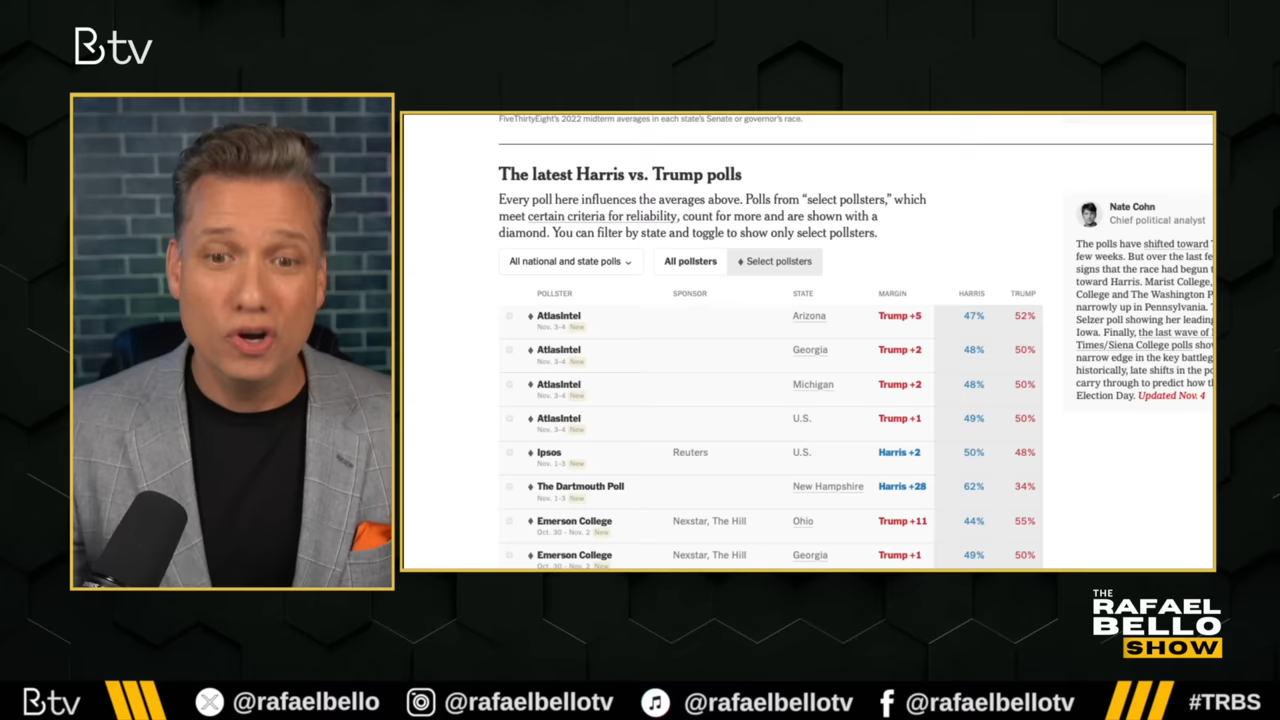 Btv
FiveThirtyEight's 2022 midterm averages in each state's Senate or governor's race.
The latest Harris vs. Trump polls
Every poll here influences the averages above. Polls from “select pollsters,” which
meet certain criteria for reliability, count for more and are shown with a
diamond. You can filter by state and toggle to show only select pollsters.
All national and state polls All pollsters Select pollsters
POLLSTER SPONSOR STATE MARGIN HARRIS TRUMP
AtlasIntel Arizona Trump +5 47% 52%
Nov. 3-4 New
AtlasIntel Georgia Trump +2 48% 50%
Nov. 3-4 New
AtlasIntel Michigan Trump +2 48% 50%
Nov. 3-4 New
AtlasIntel U.S. Trump +1 49% 50%
Nov. 3-4 New
Ipsos Reuters U.S. Harris +2 50% 48%
Nov. 1-3 New
The Dartmouth Poll New Hampshire Harris +28 62% 34%
Nov. 1-3 New
Emerson College Nexstar, The Hill Ohio Trump +11 44% 55%
Oct. 30 - Nov. 2 New
Emerson College Nexstar, The Hill Georgia Trump +1 49% 50%
Oct. 30 - Nov. 2 New
Nate Cohn
Chief political analyst
The polls have shifted toward
few weeks. But over the last
signs that the race had begun
toward Harris. Marist College,
College and The Washington
narrowly up in Pennsylvania.
Selzer poll showing her leading
Iowa. Finally, the last wave of
Times/Siena College polls
narrow edge in the key
historically, late shifts in the
carry through to predict how
Election Day. Updated Nov. 4
THE
RAFAEL
BELLO
SHOW
Btv @rafaelbello @rafaelbellotv @rafaelbellotv @rafaelbellotv #TRBS